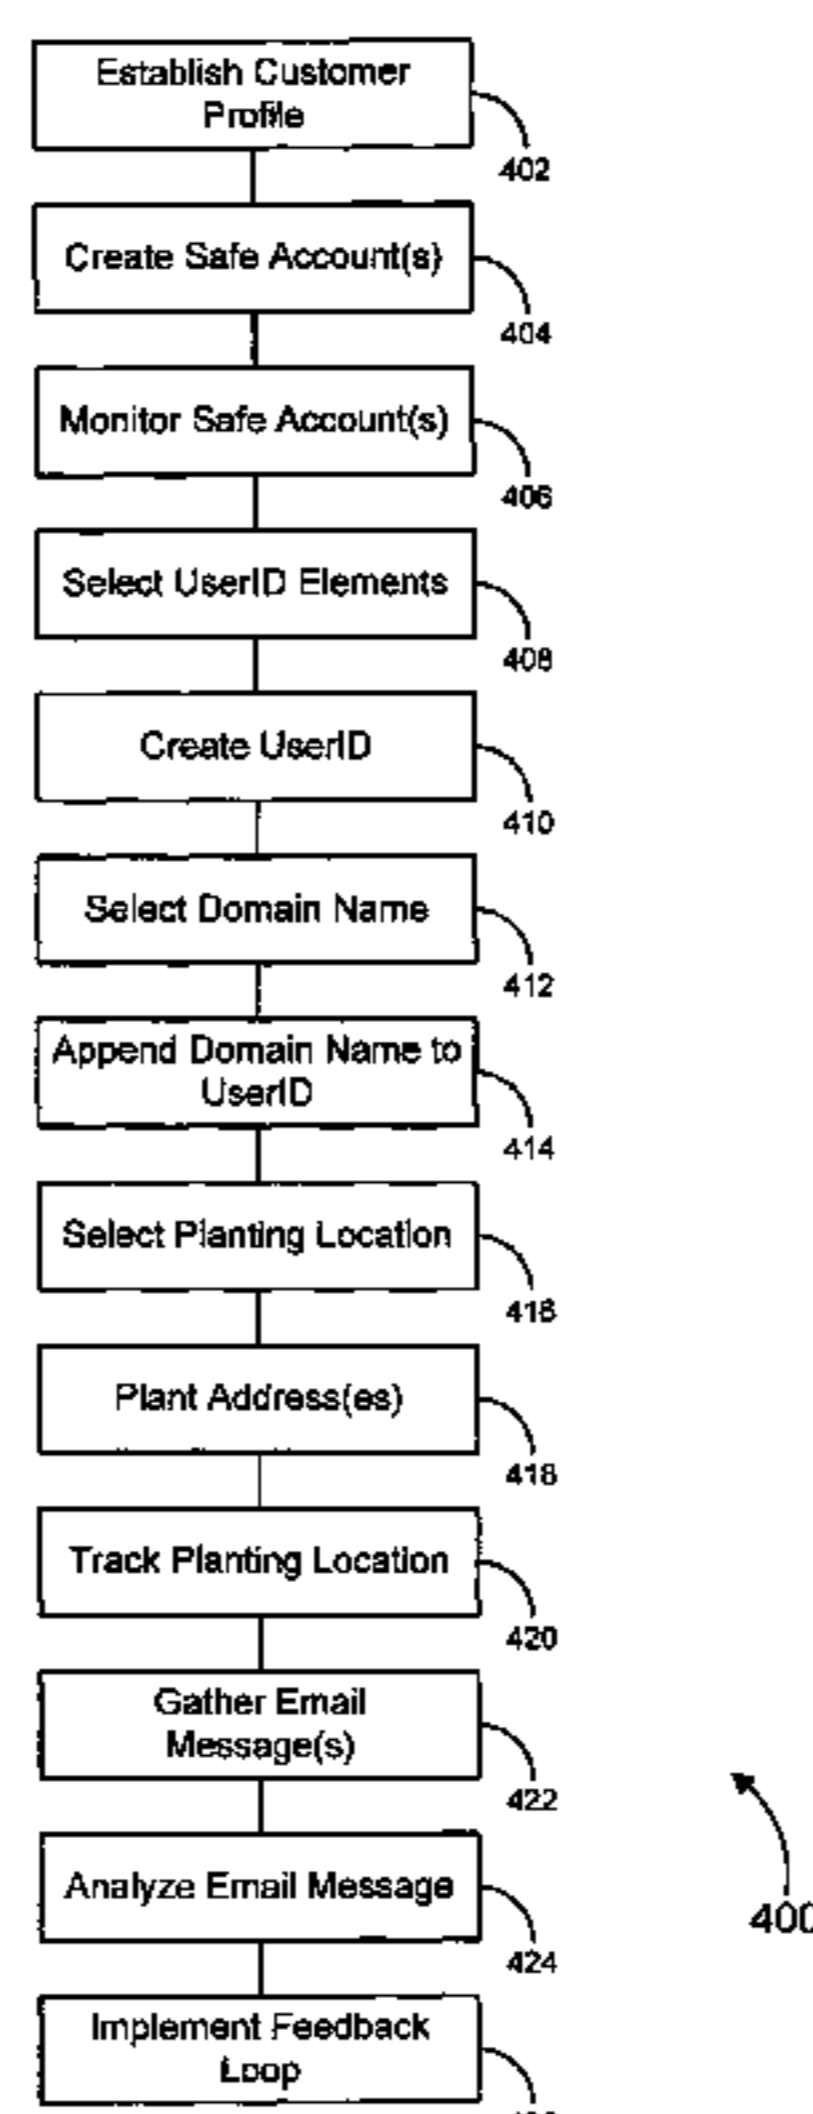 Establish Customer
Profile
402
Create Safe Account(s)
404
Monitor Safe Account(s)
406
Select UserID Elements
408
Create UserID
410
Select Domain Name
412
Append Domain Name to
UserID
414
Select Planting Location
416
Plant Address(es)
418
Track Planting Location
420
Gather Email
Message(s)
422
Analyze Email Message
424
400
Implement Feedback
Loop